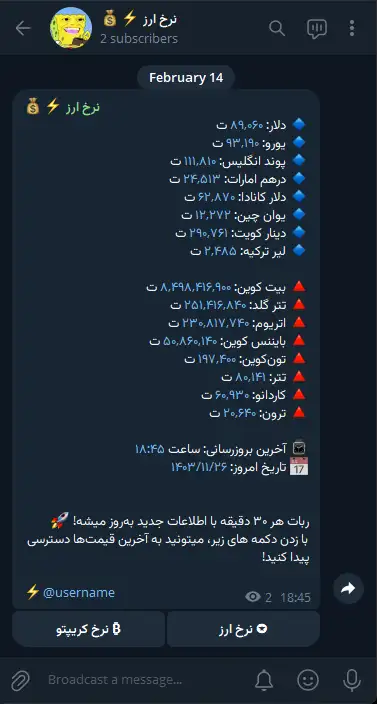 نرخ ارز ⚡ 💰
2 subscribers
February 14
نرخ ارز ⚡ 💰
🔷 دلار: ۸۹,۰۶۰ ت
🔷 یورو: ۹۳,۱۹۰ ت
🔷 پوند انگلیس: ۱۱۱,۸۱۰ ت
🔷 درهم امارات: ۲۴,۵۱۳ ت
🔷 دلار کانادا: ۶۲,۸۷۰ ت
🔷 یوان چین: ۱۲,۲۷۲ ت
🔷 دینار کویت: ۲۹۰,۷۶۱ ت
🔷 لیر ترکیه: ۲,۴۸۵ ت
🔺 بیت کوین: ۸,۴۹۸,۴۱۶,۹۰۰ ت
🔺 تتر گلد: ۲۵۱,۴۱۶,۸۴۰ ت
🔺 اتریوم: ۲۳۰,۸۱۷,۷۴۰ ت
🔺 بایننس کوین: ۵۰,۸۶۰,۱۴۰ ت
🔺 تون‌کوین: ۱۹۷,۴۰۰ ت
🔺 تتر: ۸۰,۱۴۱ ت
🔺 کاردانو: ۶۰,۹۳۰ ت
🔺 ترون: ۲۰,۶۴۰ ت
آخرین بروزرسانی: ساعت ۱۸:۴۵
📅 تاریخ امروز: ۱۴۰۳/۱۱/۲۶
ربات هر ۳۰ دقیقه با اطلاعات جدید به‌روز میشه! 🚀
با زدن دکمه های زیر، میتونید به آخرین قیمت‌ها دسترسی
پیدا کنید!
⚡ @username
2 18:45
نرخ ارز
₿ نرخ کریپتو
Broadcast a message...